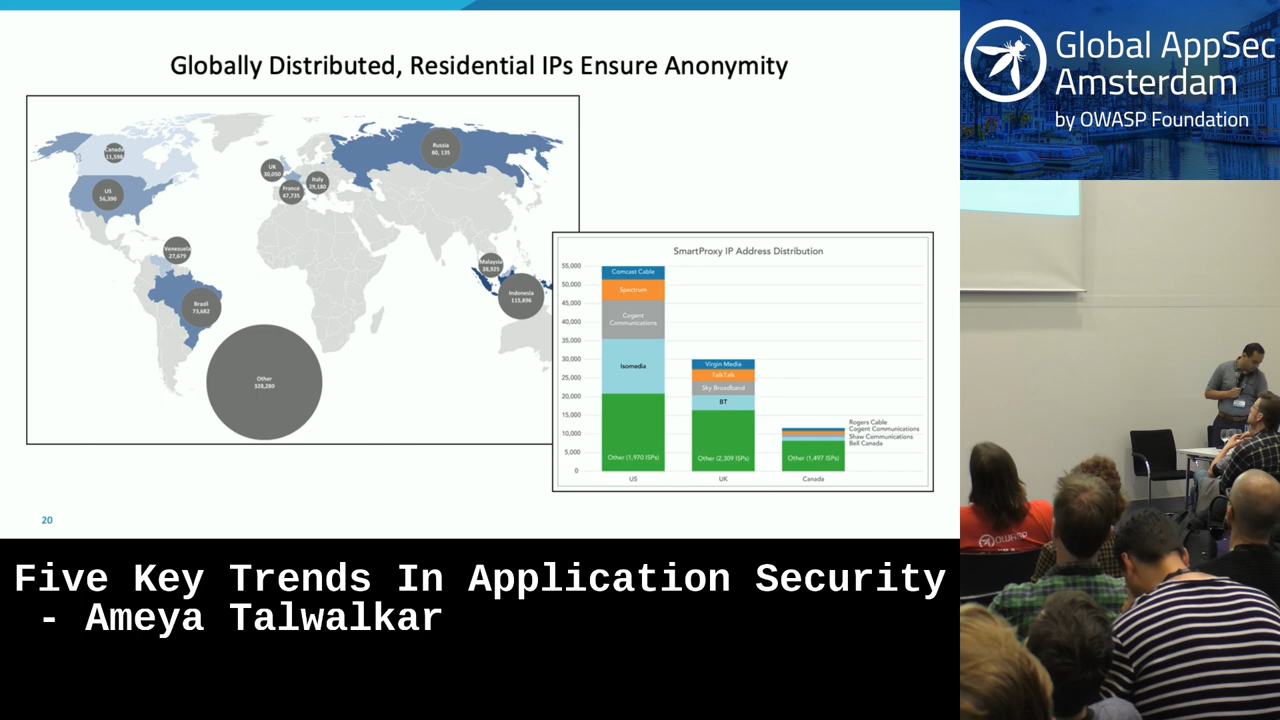 Globally Distributed, Residential IPs Ensure Anonymity
Canada
11,598
US
56,390
Venezuela
27,679
Brazil
73,682
Other
328,280
UK
30,050
France
47,735
Italy
29,180
Russia
80, 135
Malaysia
38,925
Indonesia
115,896
SmartProxy IP Address Distribution
55,000
50,000
45,000
40,000
35,000
30,000
25,000
20,000
15,000
10,000
5,000
0
Comcast Cable
Spectrum
Cogent
Communications
Isomedia
Other (1,970 ISPs)
US
Virgin Media
TalkTalk
Sky Broadband
BT
Other (2,309 ISPs)
UK
Rogers Cable
Cogent Communications
Shaw Communications
Bell Canada
Other (1,497 ISPs)
Canada
20
Global AppSec
Amsterdam
by OWASP Foundation
OWASP
Five Key Trends In Application Security
- Ameya Talwalkar